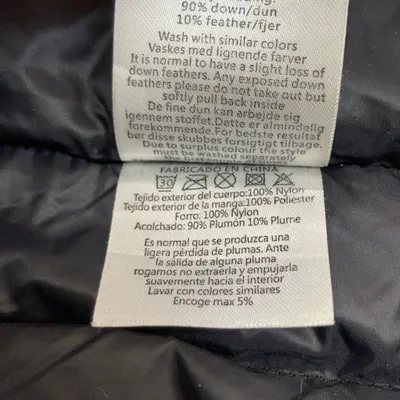 90% down/dun
10% feather/fjer
Wash with similar colors
Vaskes med lignende farver
It is normal to have a slight loss of
down feathers. Any exposed down
feathers please do not take out but
softly pull back inside
De fine dun kan arbejde sig
igennem stoffet.Dette er almindelig
forekommende.For bedste resultat
bør disse skubbes forsigtigt tilbage.
Due to surplus colour the style
must be washed separately
FABRICADO EN CHINA
30
Tejido exterior del cuerpo:100% Nylon
Tejido exterior de la manga:100% Poliester
Forro: 100% Nylon
Acolchado: 90% Plumón 10% Plume
Es normal que se produzca una
ligera pérdida de plumas. Ante
la sálida de alguna pluma
rogamos no extraerla y empujarla
suavemente hacia el interior
Lavar con colores similares
Encoge max 5%